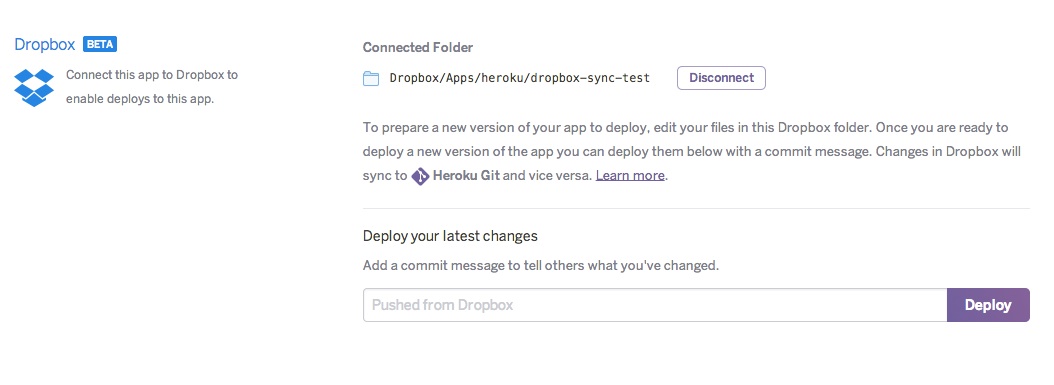 Dropbox BETA
Connect this app to Dropbox to
enable deploys to this app.
Connected Folder
Dropbox/Apps/heroku/dropbox-sync-test Disconnect
To prepare a new version of your app to deploy, edit your files in this Dropbox folder. Once you are ready to
deploy a new version of the app you can deploy them below with a commit message. Changes in Dropbox will
sync to Heroku Git and vice versa. Learn more.
Deploy your latest changes
Add a commit message to tell others what you've changed.
Pushed from Dropbox Deploy